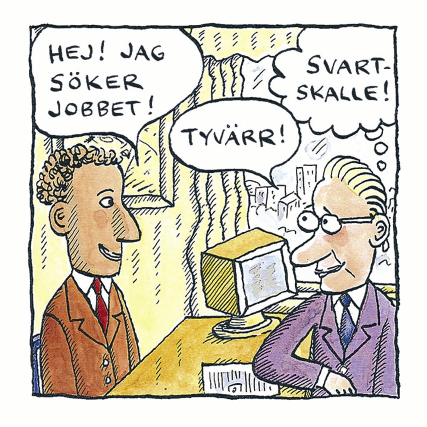 HEJ! JAG
SÖKER
JOBBET!
TYVÄRR!
SVART-
SKALLE!